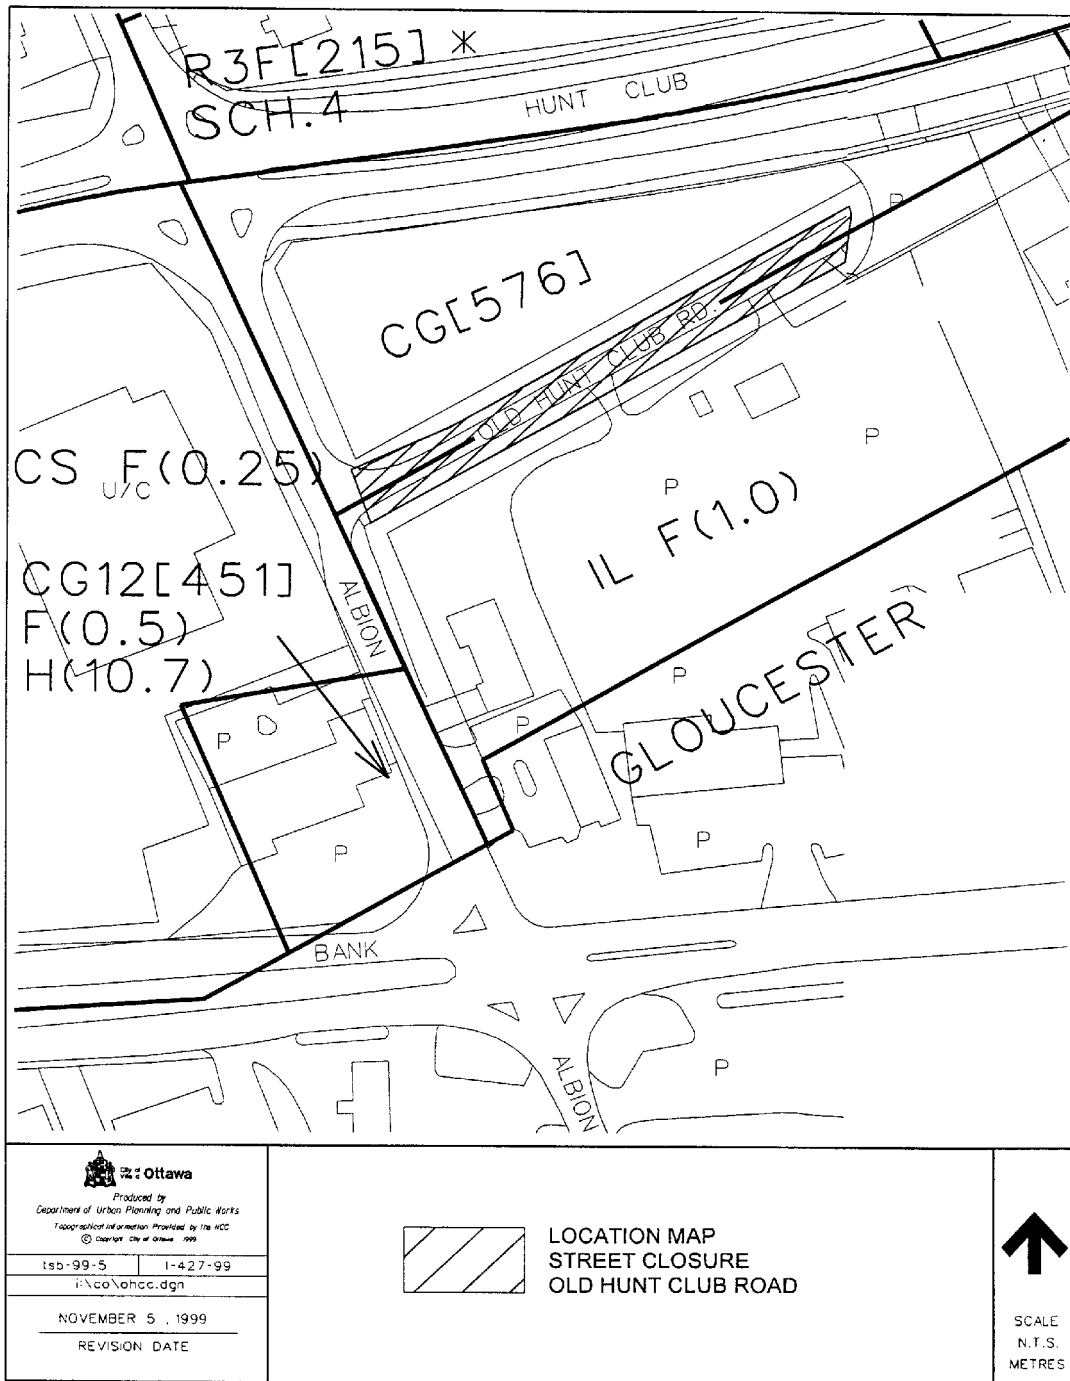 R3F[215] *
SCH.4
HUNT CLUB
P
CG[576]
OLD HUNT CLUB RD.
P
CS U/C F(0.25)
P
IL F(1.0)
CG12[451]
F(0.5)
H(10.7)
ALBION
GLOUCESTER
P
P
P
P
P
BANK
ALBION
P
City of
Ville d' Ottawa
Produced by
Department of Urban Planning and Public Works
Topographical Information Provided by the NCC
© Copyright City of Ottawa 1999
tsb-99-5
I-427-99
i:\co\ohcc.dgn
NOVEMBER 5 , 1999
REVISION DATE
LOCATION MAP
STREET CLOSURE
OLD HUNT CLUB ROAD
SCALE
N.T.S.
METRES